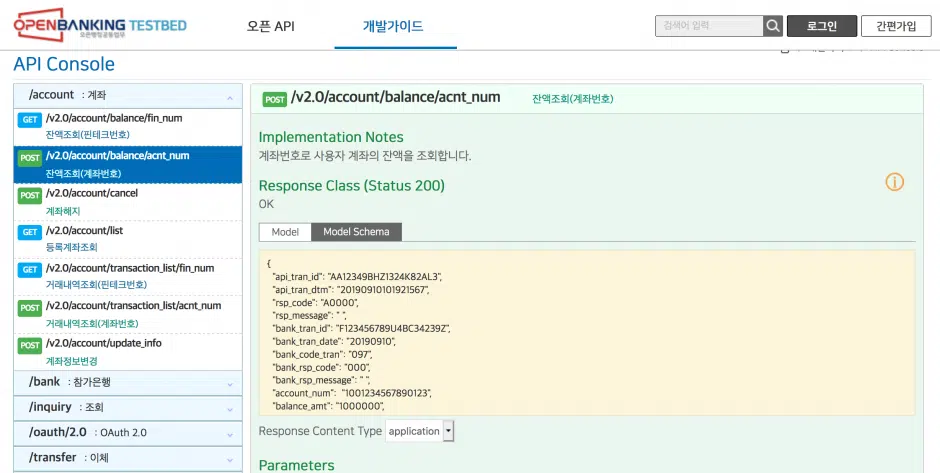 OPENBANKING TESTBED
오픈뱅킹공동업무
오픈 API
개발가이드
검색어 입력
로그인
간편가입
API Console
/account : 계좌
GET /v2.0/account/balance/fin_num
잔액조회(핀테크번호)
POST /v2.0/account/balance/acnt_num
잔액조회(계좌번호)
POST /v2.0/account/cancel
계좌해지
GET /v2.0/account/list
등록계좌조회
GET /v2.0/account/transaction_list/fin_num
거래내역조회(핀테크번호)
POST /v2.0/account/transaction_list/acnt_num
거래내역조회(계좌번호)
POST /v2.0/account/update_info
계좌정보변경
/bank : 참가은행
/inquiry : 조회
/oauth/2.0 : OAuth 2.0
/transfer : 이체
POST /v2.0/account/balance/acnt_num 잔액조회(계좌번호)
Implementation Notes
계좌번호로 사용자 계좌의 잔액을 조회합니다.
Response Class (Status 200)
OK
Model Model Schema
{
"api_tran_id": "AA12349BHZ1324K82AL3",
"api_tran_dtm": "20190910101921567",
"rsp_code": "A0000",
"rsp_message": " ",
"bank_tran_id": "F123456789U4BC34239Z",
"bank_tran_date": "20190910",
"bank_code_tran": "097",
"bank_rsp_code": "000",
"bank_rsp_message": " ",
"account_num" "1001234567890123",
"balance_amt": "1000000",
Response Content Type application
Parameters